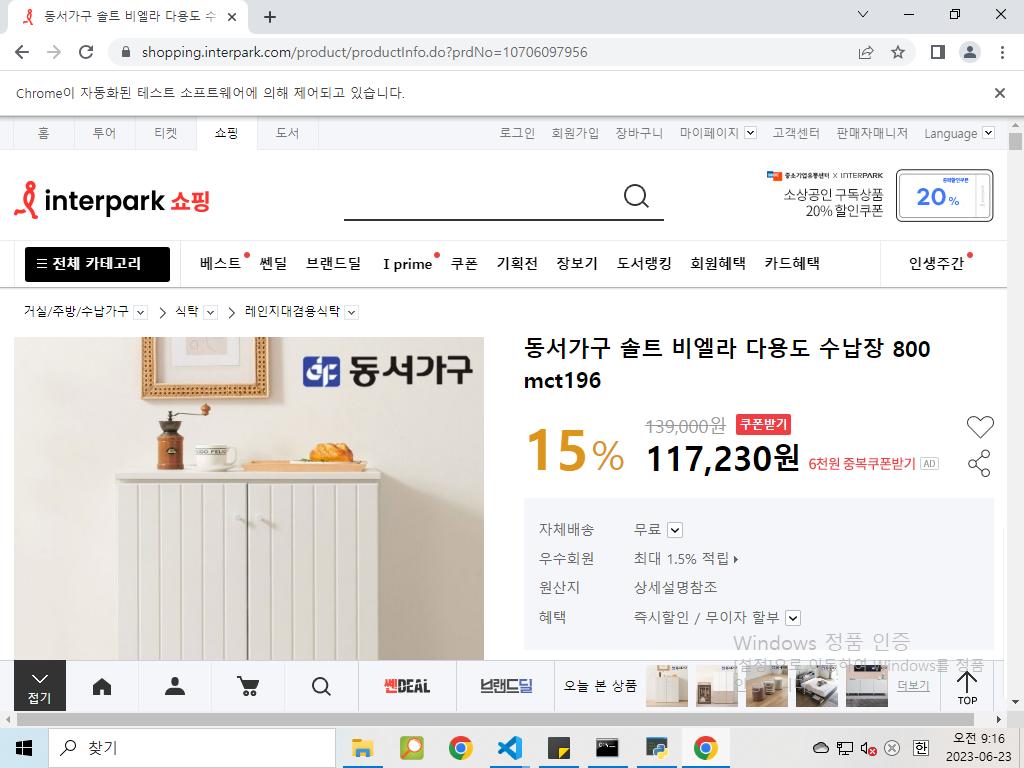 동서가구 솔트 비엘라 다용도 수
shopping.interpark.com/product/productInfo.do?prdNo=10706097956
Chrome이 자동화된 테스트 소프트웨어에 의해 제어되고 있습니다.
홈 투어 티켓 쇼핑 도서 로그인 회원가입 장바구니 마이페이지 고객센터 판매자매니저 Language
interpark 쇼핑
중소기업유통센터 X INTERPARK
소상공인 구독상품
20% 할인쿠폰
20%
전체 카테고리 베스트 쎈딜 브랜드딜 I prime 쿠폰 기획전 장보기 도서랭킹 회원혜택 카드혜택 인생주간
거실/주방/수납가구 식탁 레인지대겸용식탁
동서가구
동서가구 솔트 비엘라 다용도 수납장 800
mct196
139,000원 쿠폰받기
15% 117,230원 6천원 중복쿠폰받기 AD
자체배송 무료
우수회원 최대 1.5% 적립
원산지 상세설명참조
혜택 즉시할인 / 무이자 할부
Windows 정품 인증
[설정]으로 이동하여 Windows를 정품
접기
쎈DEAL
브랜드딜
오늘 본 상품
더보기
TOP
찾기
한
오전 9:16
2023-06-23